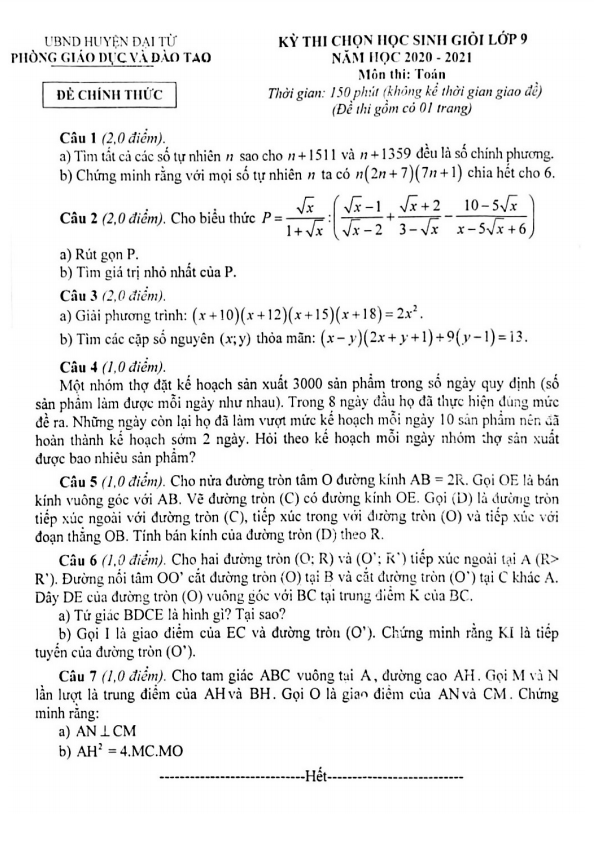 UBND HUYỆN ĐẠI TỪ
PHÒNG GIÁO DỤC VÀ ĐÀO TẠO
ĐỀ CHÍNH THỨC
KỲ THI CHỌN HỌC SINH GIỎI LỚP 9
NĂM HỌC 2020 - 2021
Môn thi: Toán
Thời gian: 150 phút (không kể thời gian giao đề)
(Đề thi gồm có 01 trang)
Câu 1 (2,0 điểm).
a) Tìm tất cả các số tự nhiên n sao cho n+1511 và n+1359 đều là số chính phương.
b) Chứng minh rằng với mọi số tự nhiên n ta có n(2n+7)(7n+1) chia hết cho 6.
Câu 2 (2,0 điểm). Cho biểu thức P = √x/(1+√x) : ( (√x−1)/(√x−2) + (√x+2)/(3−√x) − (10−5√x)/(x−5√x+6) )
a) Rút gọn P.
b) Tìm giá trị nhỏ nhất của P.
Câu 3 (2,0 điểm).
a) Giải phương trình: (x+10)(x+12)(x+15)(x+18) = 2x².
b) Tìm các cặp số nguyên (x;y) thỏa mãn: (x−y)(2x+y+1)+9(y−1)=13.
Câu 4 (1,0 điểm).
Một nhóm thợ đặt kế hoạch sản xuất 3000 sản phẩm trong số ngày quy định (số
sản phẩm làm được mỗi ngày như nhau). Trong 8 ngày đầu họ đã thực hiện đúng mức
đề ra. Những ngày còn lại họ đã làm vượt mức kế hoạch mỗi ngày 10 sản phẩm nên đã
hoàn thành kế hoạch sớm 2 ngày. Hỏi theo kế hoạch mỗi ngày nhóm thợ sản xuất
được bao nhiêu sản phẩm?
Câu 5 (1,0 điểm). Cho nửa đường tròn tâm O đường kính AB = 2R. Gọi OE là bán
kính vuông góc với AB. Vẽ đường tròn (C) có đường kính OE. Gọi (D) là đường tròn
tiếp xúc ngoài với đường tròn (C), tiếp xúc trong với đường tròn (O) và tiếp xúc với
đoạn thẳng OB. Tính bán kính của đường tròn (D) theo R.
Câu 6 (1,0 điểm). Cho hai đường tròn (O; R) và (O'; R') tiếp xúc ngoài tại A (R>
R'). Đường nối tâm OO' cắt đường tròn (O) tại B và cắt đường tròn (O') tại C khác A.
Dây DE của đường tròn (O) vuông góc với BC tại trung điểm K của BC.
a) Tứ giác BDCE là hình gì? Tại sao?
b) Gọi I là giao điểm của EC và đường tròn (O'). Chứng minh rằng KI là tiếp
tuyến của đường tròn (O').
Câu 7 (1,0 điểm). Cho tam giác ABC vuông tại A, đường cao AH. Gọi M và N
lần lượt là trung điểm của AH và BH. Gọi O là giao điểm của AN và CM. Chứng
minh rằng:
a) AN ⊥ CM
b) AH² = 4.MC.MO
-----------------------------Hết---------------------------